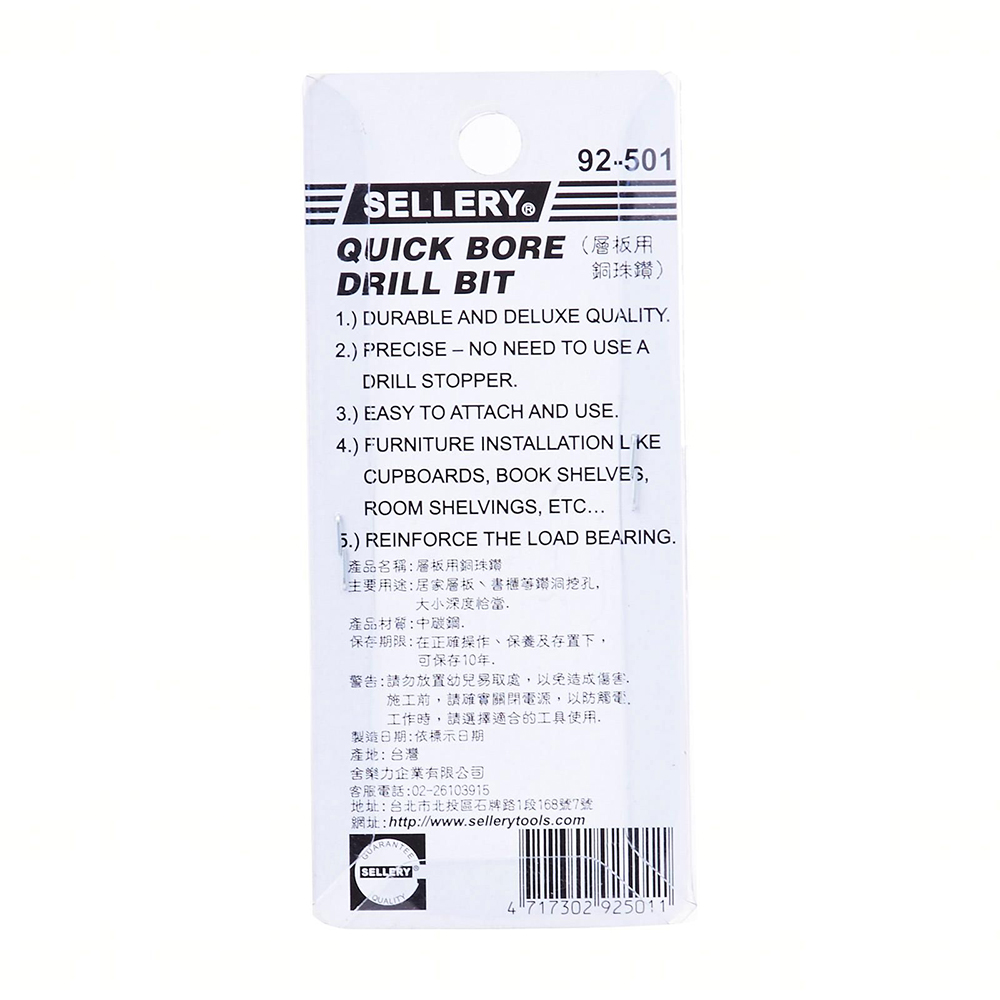 92-501
SELLERY®
QUICK BORE
DRILL BIT
(層板用
銅珠鑽)
1.) DURABLE AND DELUXE QUALITY.
2.) PRECISE – NO NEED TO USE A
DRILL STOPPER.
3.) EASY TO ATTACH AND USE.
4.) FURNITURE INSTALLATION LIKE
CUPBOARDS, BOOK SHELVES,
ROOM SHELVINGS, ETC...
5.) REINFORCE THE LOAD BEARING.
產品名稱:層板用銅珠鑽
主要用途:居家層板、書櫃等鑽洞挖孔,
大小深度恰當.
產品材質:中碳鋼.
保存期限:在正確操作、保養及存置下,
可保存10年.
警告:請勿放置幼兒易取處,以免造成傷害.
施工前,請確實關閉電源,以防觸電.
工作時,請選擇適合的工具使用.
製造日期:依標示日期
產地:台灣
舍樂力企業有限公司
客服電話:02-26103915
地址:台北市北投區石牌路1段168號7號
網址:http://www.sellerytools.com
GUARANTEE
SELLERY®
QUALITY
4 717302 925011